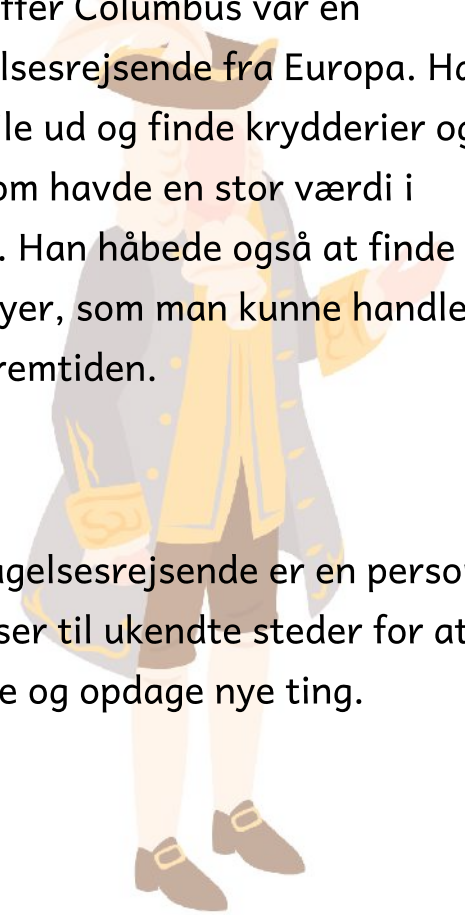 ffer Columbus var en
lsesrejsende fra Europa. Ha
le ud og finde krydderier og
om havde en stor værdi i
. Han håbede også at finde
yer, som man kunne handle
remtiden.
agelsesrejsende er en perso
ser til ukendte steder for at
e og opdage nye ting.